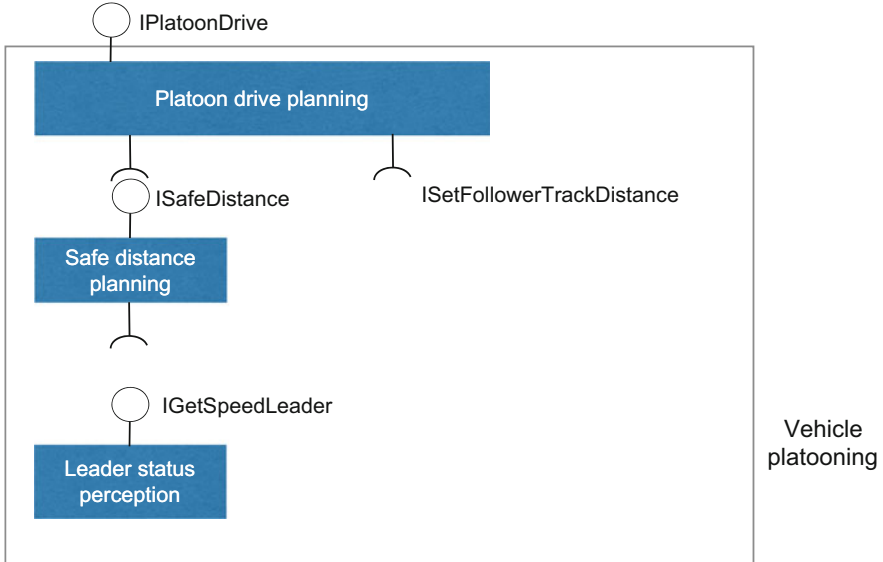 IPlatoonDrive
Platoon drive planning
ISafeDistance
ISetFollowerTrackDistance
Safe distance
planning
IGetSpeedLeader
Leader status
perception
Vehicle
platooning